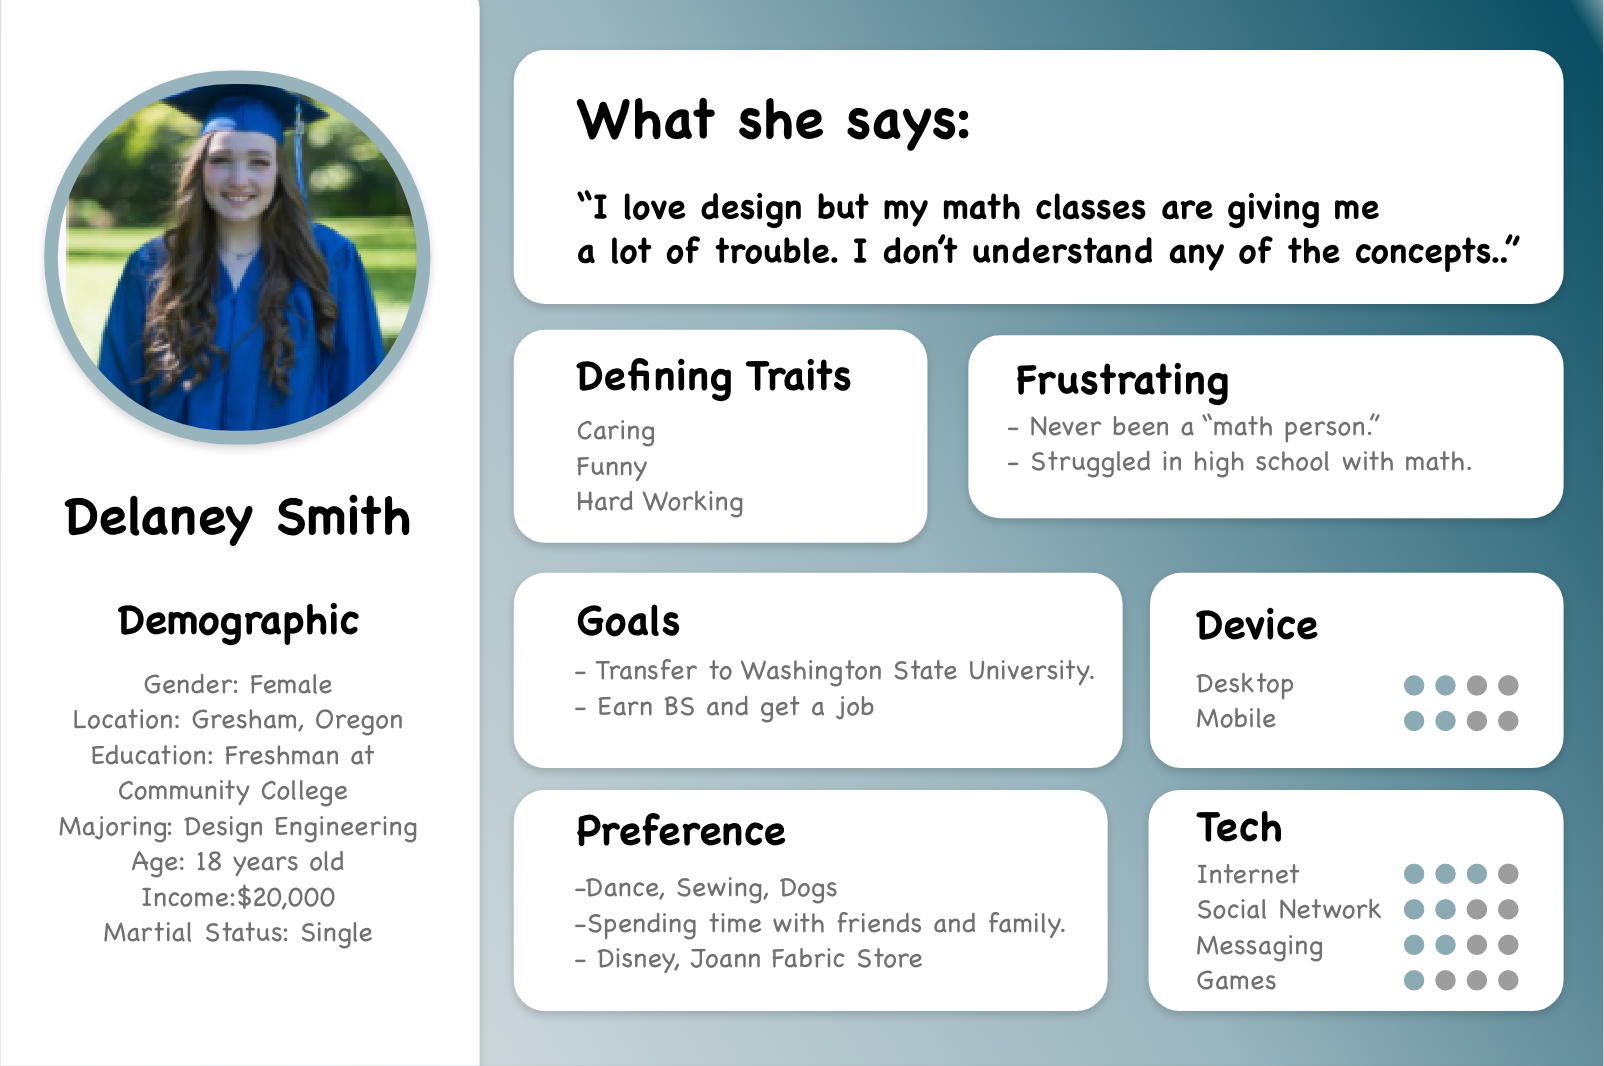 Delaney Smith
Demographic
Gender: Female
Location: Gresham, Oregon
Education: Freshman at
Community College
Majoring: Design Engineering
Age: 18 years old
Income:$20,000
Martial Status: Single
What she says:
“I love design but my math classes are giving me
a lot of trouble. I don’t understand any of the concepts..”
Defining Traits
Caring
Funny
Hard Working
Frustrating
- Never been a “math person.”
- Struggled in high school with math.
Goals
- Transfer to Washington State University.
- Earn BS and get a job
Device
Desktop
Mobile
Preference
-Dance, Sewing, Dogs
-Spending time with friends and family.
- Disney, Joann Fabric Store
Tech
Internet
Social Network
Messaging
Games